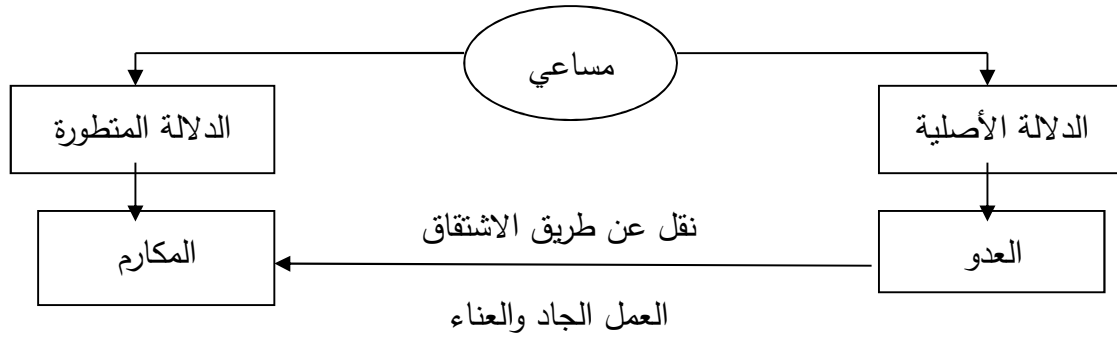 مساعي
الدلالة الأصلية
الدلالة المتطورة
العدو
نقل عن طريق الاشتقاق
المكارم
العمل الجاد والعناء